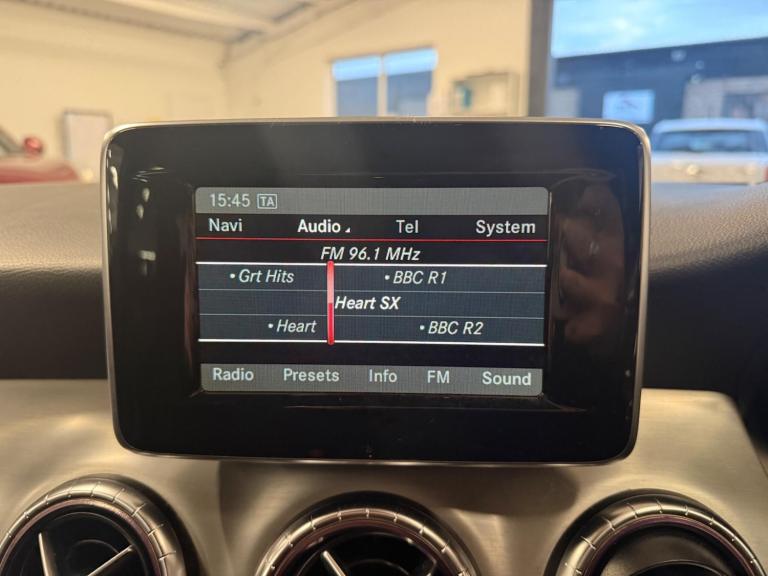 15:45 TA
Navi Audio Tel System
FM 96.1 MHz
• Grt Hits • BBC R1
Heart SX
• Heart • BBC R2
Radio Presets Info FM Sound